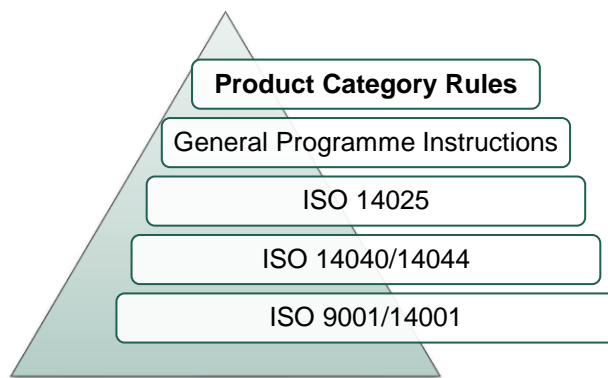 Product Category Rules
General Programme Instructions
ISO 14025
ISO 14040/14044
ISO 9001/14001